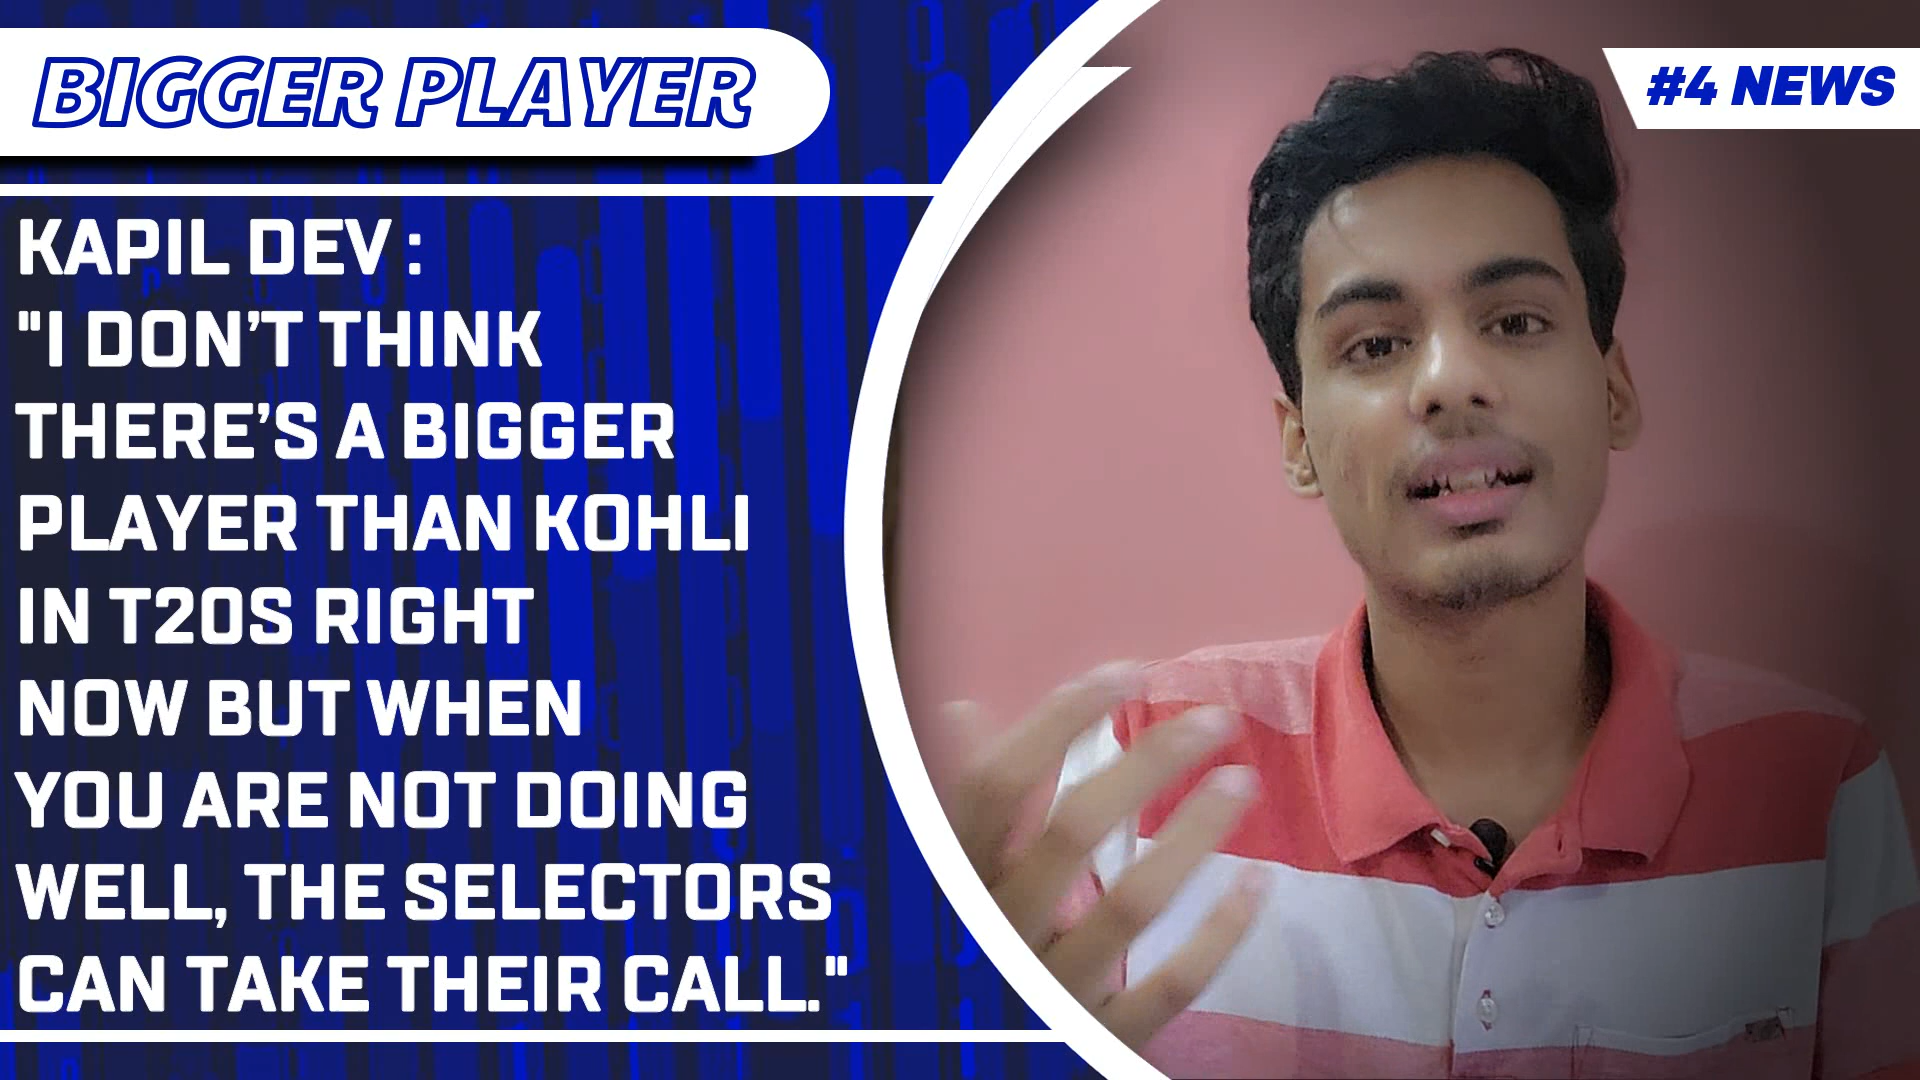 BIGGER PLAYER
#4 NEWS
KAPIL DEV :
"I DON’T THINK
THERE’S A BIGGER
PLAYER THAN KOHLI
IN T20S RIGHT
NOW BUT WHEN
YOU ARE NOT DOING
WELL, THE SELECTORS
CAN TAKE THEIR CALL."